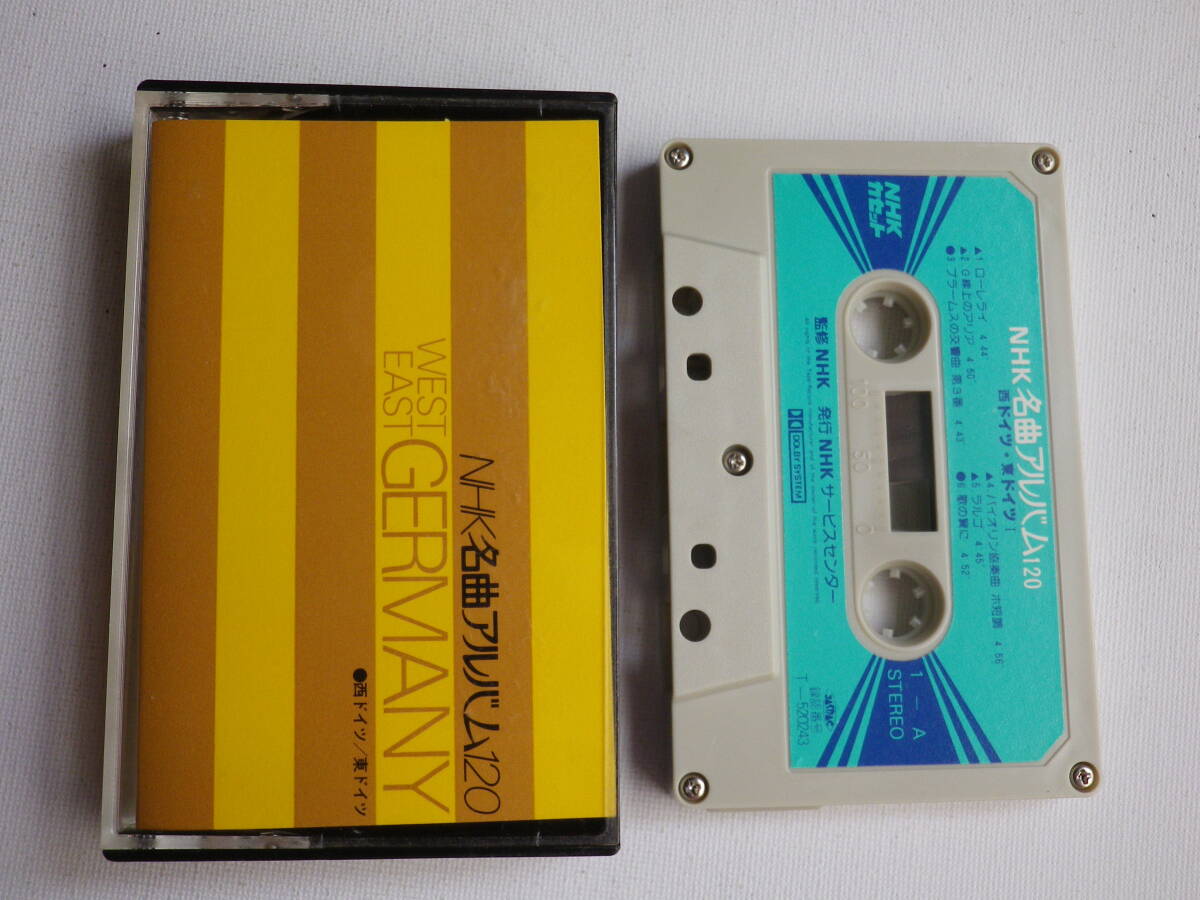 NHK名曲アルバム120
WEST
EAST
GERMANY
●西ドイツ/東ドイツ
NHK
カセット
NHK名曲アルバム120
西ドイツ・東ドイツ I
▲1 ローレライ 4′44″
▲2 G線上のアリア 4′50″
●3 ブラームスの交響曲 第3番 4′43″
▲4 バイオリン協奏曲 ホ短調 4′56″
▲5 ラルゴ 4′45″
●6 歌の翼に 4′52″
100 50 0
1-A
STEREO
監修 NHK 発行 NHKサービスセンター
DOLBY SYSTEM
T-520243